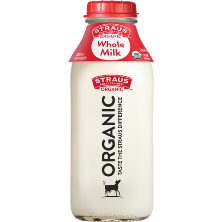 STRAUS
ORGANIC
Whole
Milk
STRAUS
ORGANIC
ORGANIC
TASTE THE STRAUS DIFFERENCE